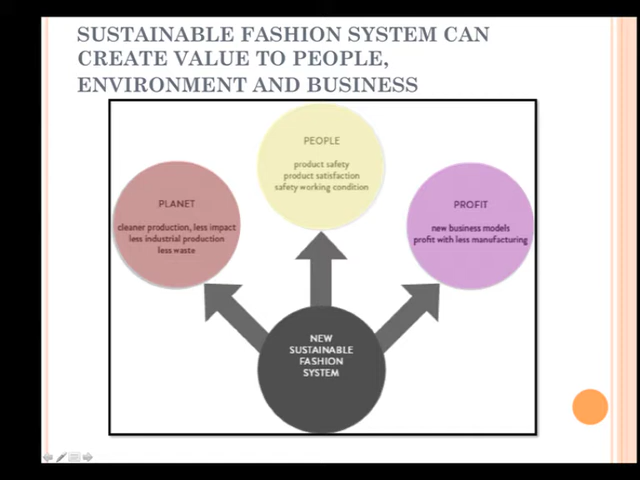 SUSTAINABLE FASHION SYSTEM CAN
CREATE VALUE TO PEOPLE,
ENVIRONMENT AND BUSINESS
PEOPLE
product safety
product satisfaction
safety working condition
PLANET
cleaner production, less impact
less industrial production
less waste
PROFIT
new business models
profit with less manufacturing
NEW
SUSTAINABLE
FASHION
SYSTEM